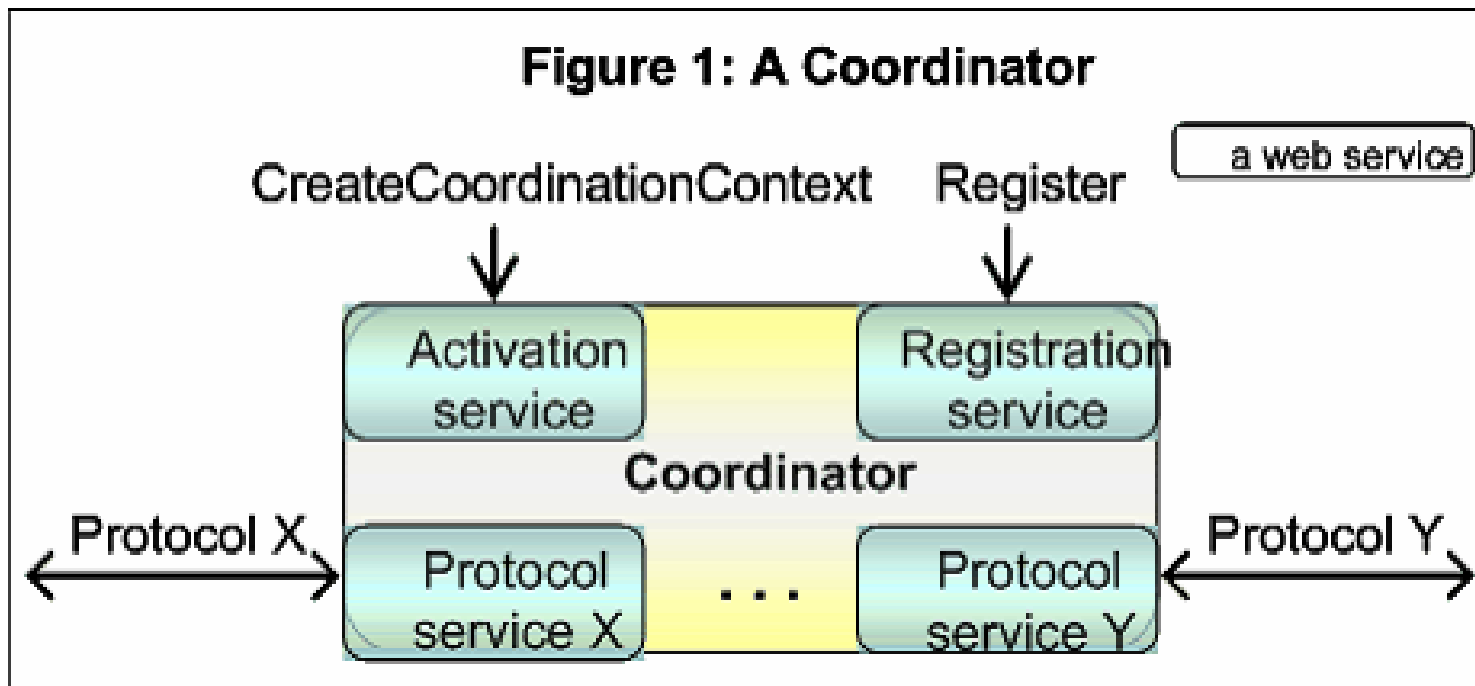 Figure 1: A Coordinator
a web service
CreateCoordinationContext
Register
Activation
service
Registration
service
Coordinator
Protocol X
Protocol
service X
. . .
Protocol
service Y
Protocol Y